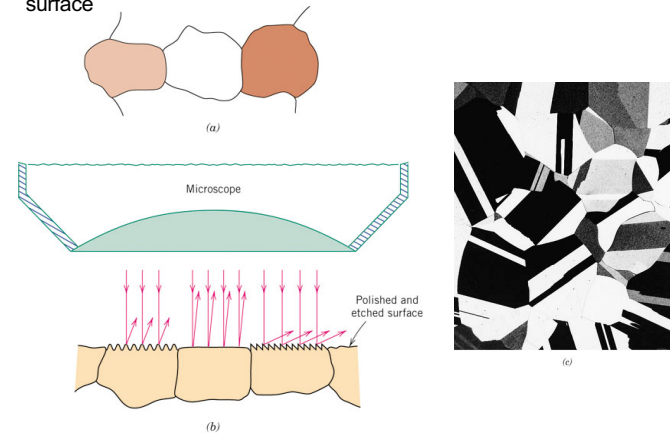 surface
(a)
Microscope
Polished and
etched surface
(b)
(c)